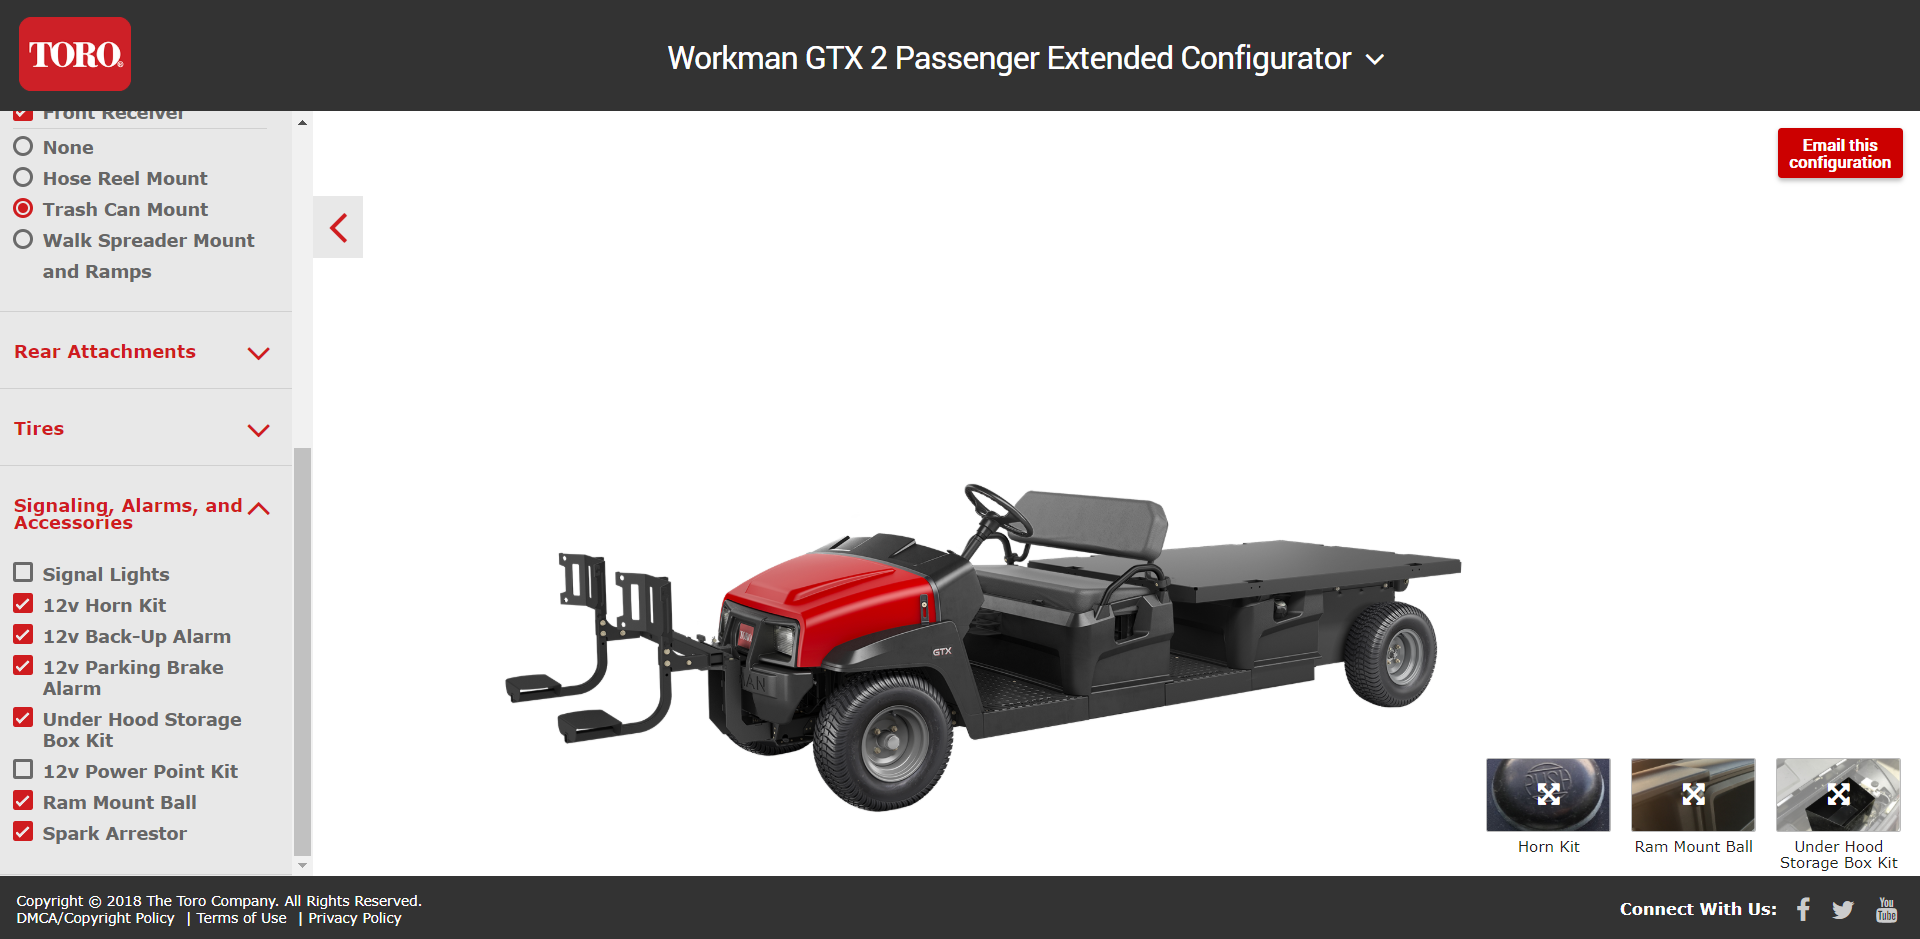 TORO
Workman GTX 2 Passenger Extended Configurator
Front Receiver
None
Hose Reel Mount
Trash Can Mount
Walk Spreader Mount
and Ramps
Rear Attachments
Tires
Signaling, Alarms, and
Accessories
Signal Lights
12v Horn Kit
12v Back-Up Alarm
12v Parking Brake
Alarm
Under Hood Storage
Box Kit
12v Power Point Kit
Ram Mount Ball
Spark Arrestor
Email this
configuration
TORO
GTX
PUSH
Horn Kit
Ram Mount Ball
Under Hood
Storage Box Kit
Copyright © 2018 The Toro Company. All Rights Reserved.
DMCA/Copyright Policy | Terms of Use | Privacy Policy
Connect With Us:
You
Tube